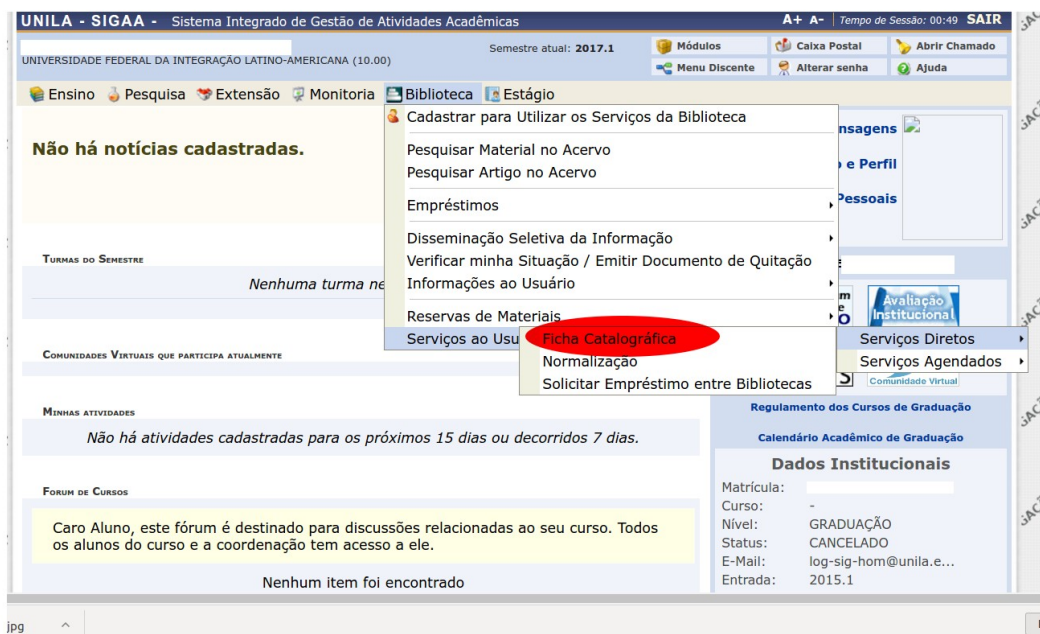 UNILA - SIGAA - Sistema Integrado de Gestão de Atividades Acadêmicas
A+ A- Tempo de Sessão: 00:49 SAIR
Semestre atual: 2017.1
UNIVERSIDADE FEDERAL DA INTEGRAÇÃO LATINO-AMERICANA (10.00)
Módulos Caixa Postal Abrir Chamado
Menu Discente Alterar senha Ajuda
Ensino Pesquisa Extensão Monitoria Biblioteca Estágio
Cadastrar para Utilizar os Serviços da Biblioteca
Pesquisar Material no Acervo
Pesquisar Artigo no Acervo
Empréstimos
Disseminação Seletiva da Informação
Verificar minha Situação / Emitir Documento de Quitação
Informações ao Usuário
Reservas de Materiais
Serviços ao Usu
Ficha Catalográfica
Normalização
Solicitar Empréstimo entre Bibliotecas
Serviços Diretos
Serviços Agendados
Não há notícias cadastradas.
nsagens
e Perfil
Pessoais
Turmas do Semestre
Nenhuma turma ne
Avaliação
Institucional
Comunidades Virtuais que participa atualmente
Comunidade Virtual
Minhas atividades
Não há atividades cadastradas para os próximos 15 dias ou decorridos 7 dias.
Forum de Cursos
Caro Aluno, este fórum é destinado para discussões relacionadas ao seu curso. Todos
os alunos do curso e a coordenação tem acesso a ele.
Nenhum item foi encontrado
Regulamento dos Cursos de Graduação
Calendário Acadêmico de Graduação
Dados Institucionais
Matrícula:
Curso: -
Nível: GRADUAÇÃO
Status: CANCELADO
E-Mail: log-sig-hom@unila.e...
Entrada: 2015.1
jpg